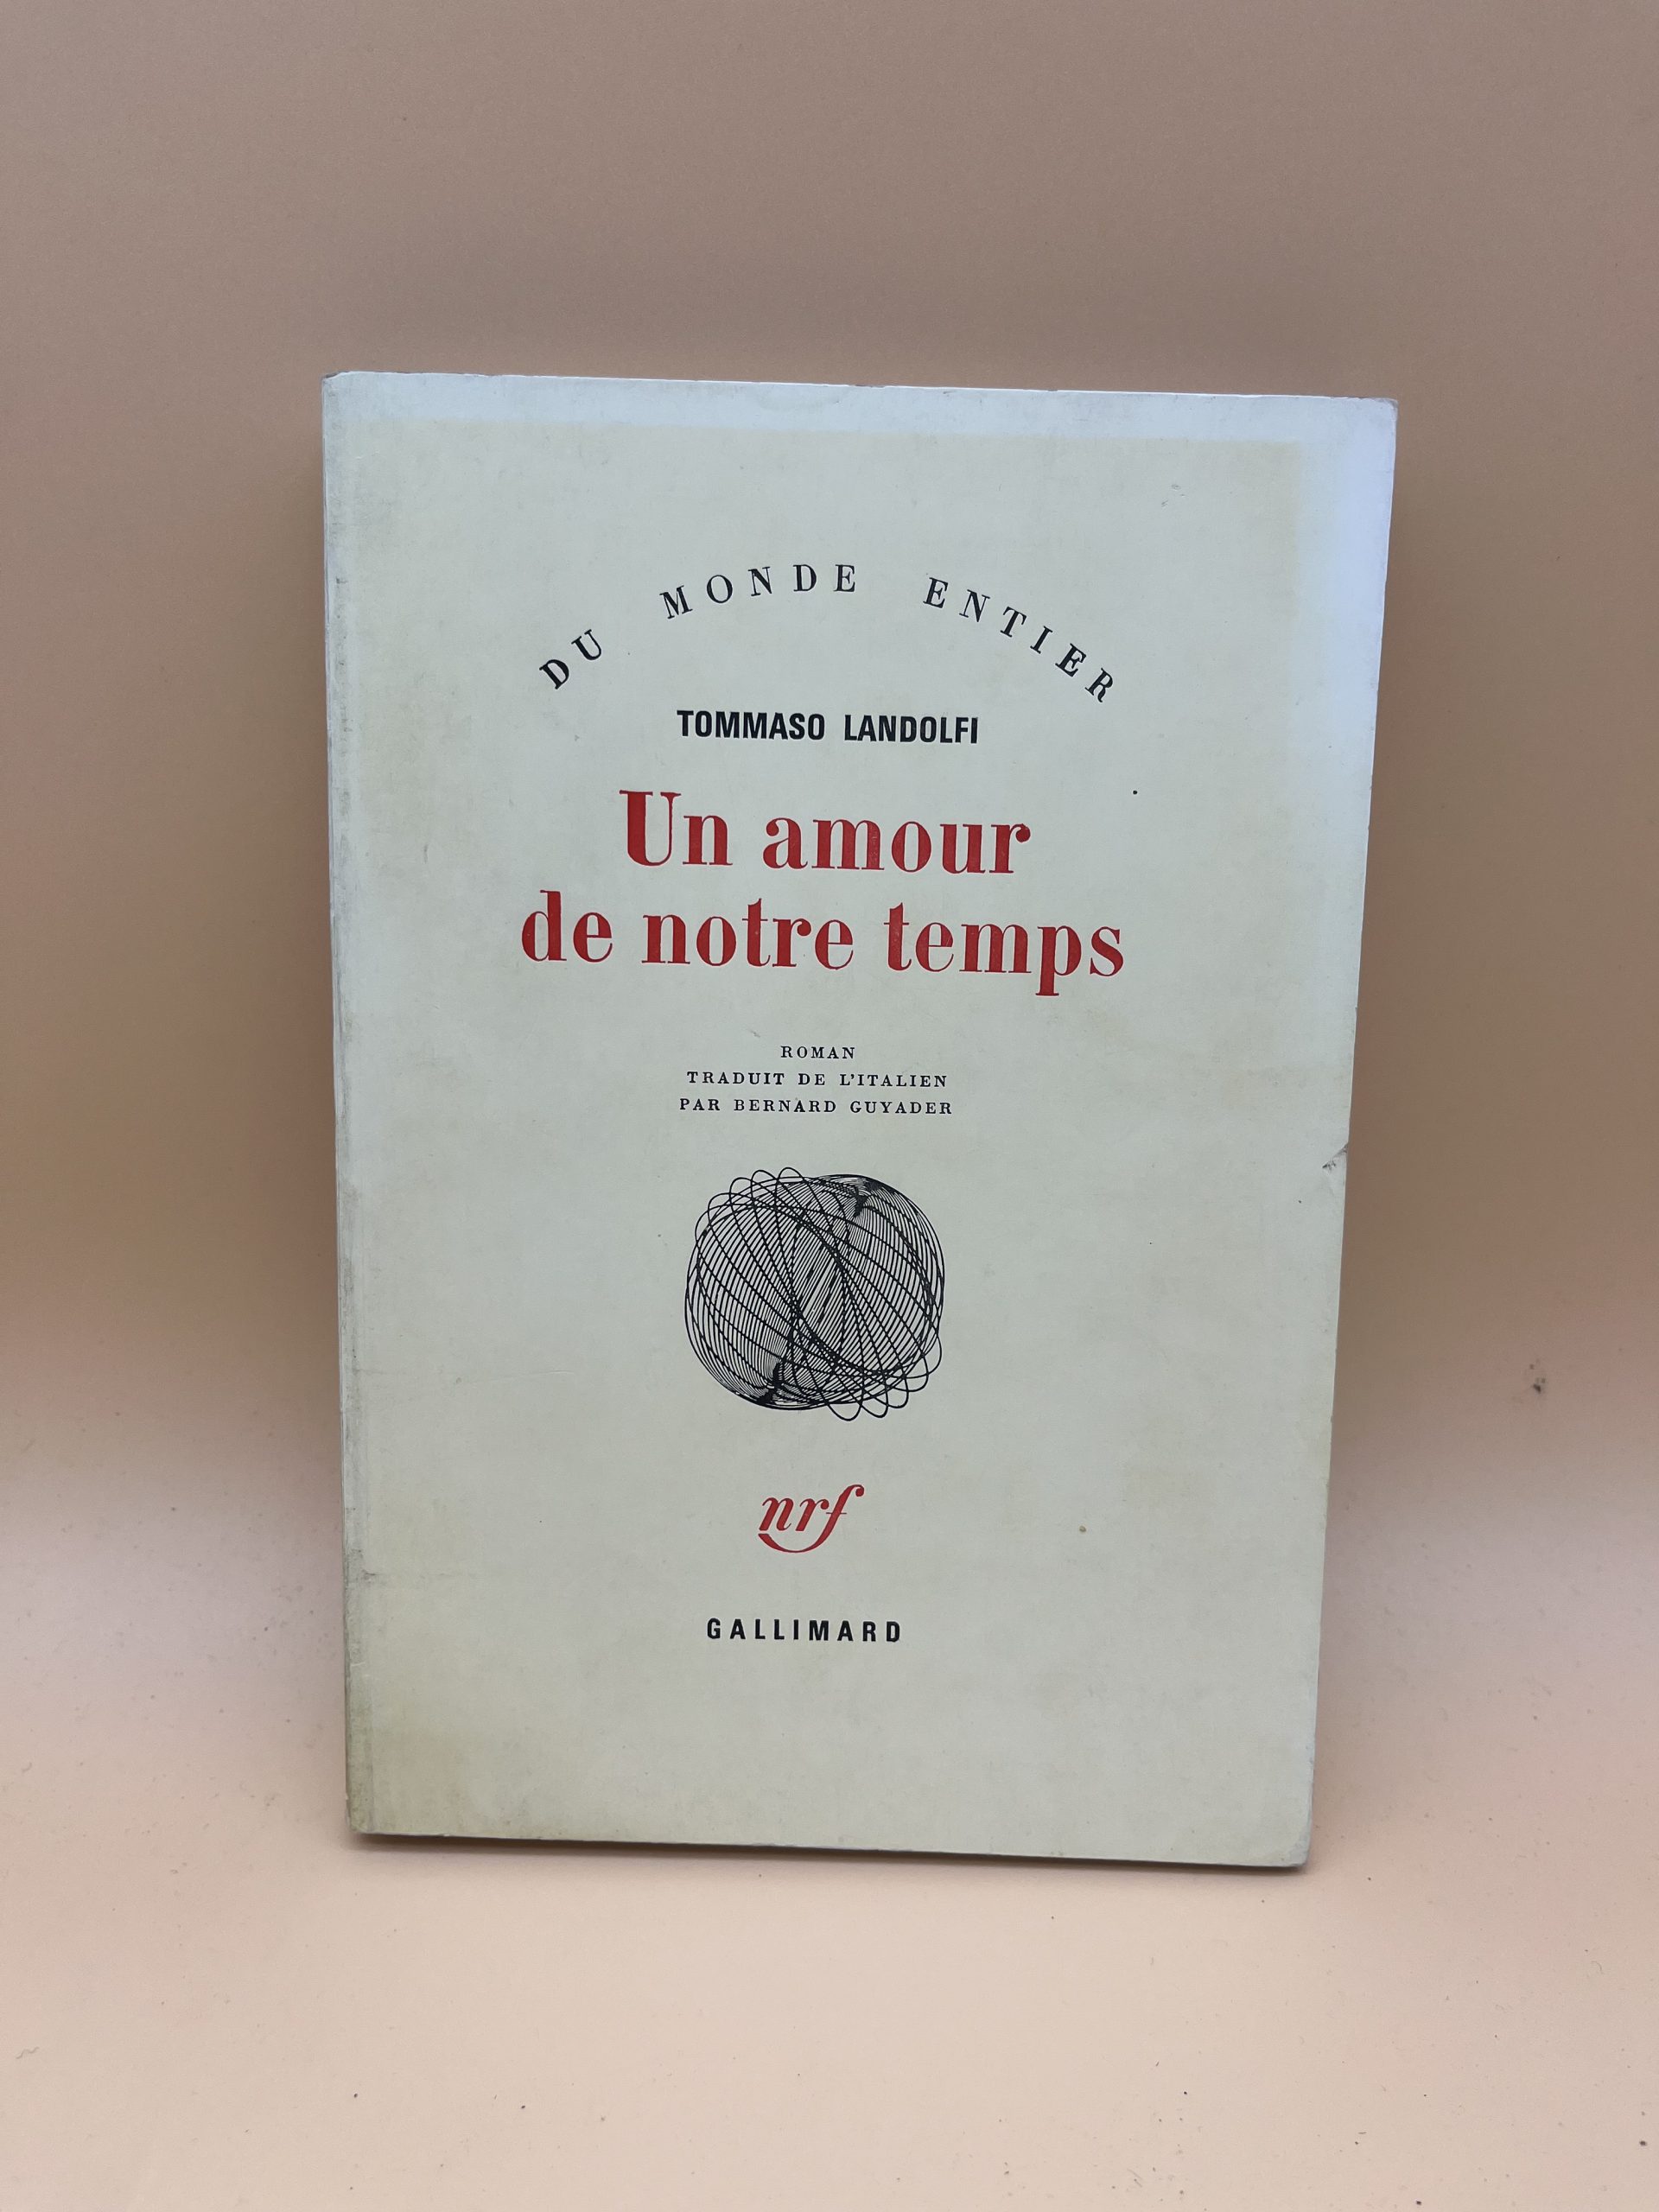 DU MONDE ENTIER
TOMMASO LANDOLFI
Un amour
de notre temps
ROMAN
TRADUIT DE L'ITALIEN
PAR BERNARD GUYADER
nrf
GALLIMARD